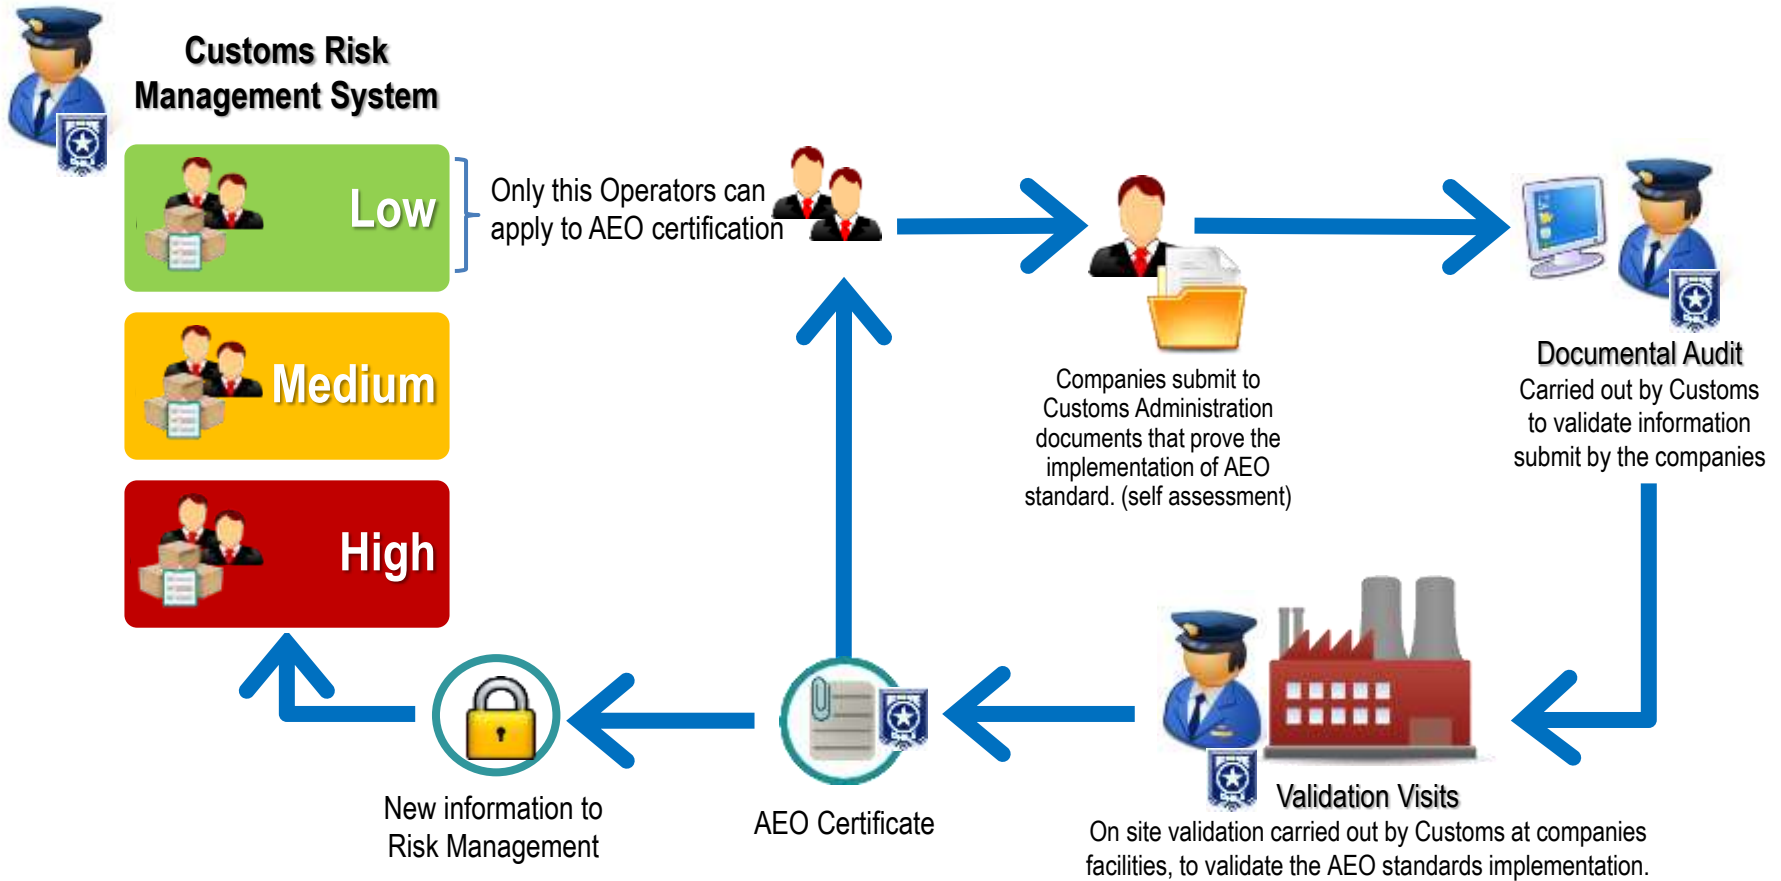 Customs Risk
Management System
Low
Only this Operators can
apply to AEO certification
Medium
High
Companies submit to
Customs Administration
documents that prove the
implementation of AEO
standard. (self assessment)
Documental Audit
Carried out by Customs
to validate information
submit by the companies
Validation Visits
On site validation carried out by Customs at companies
facilities, to validate the AEO standards implementation.
AEO Certificate
New information to
Risk Management